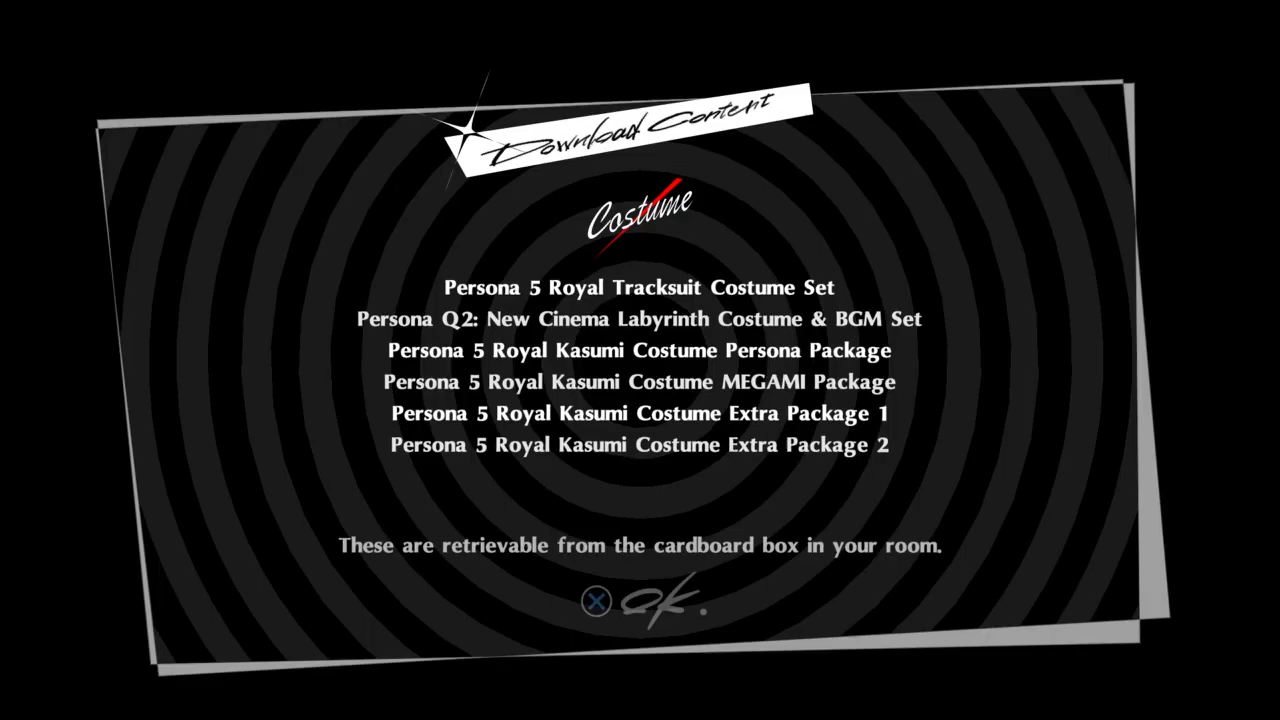 Download Content
Costume
Persona 5 Royal Tracksuit Costume Set
Persona Q2: New Cinema Labyrinth Costume & BGM Set
Persona 5 Royal Kasumi Costume Persona Package
Persona 5 Royal Kasumi Costume MEGAMI Package
Persona 5 Royal Kasumi Costume Extra Package 1
Persona 5 Royal Kasumi Costume Extra Package 2
These are retrievable from the cardboard box in your room.
OK.